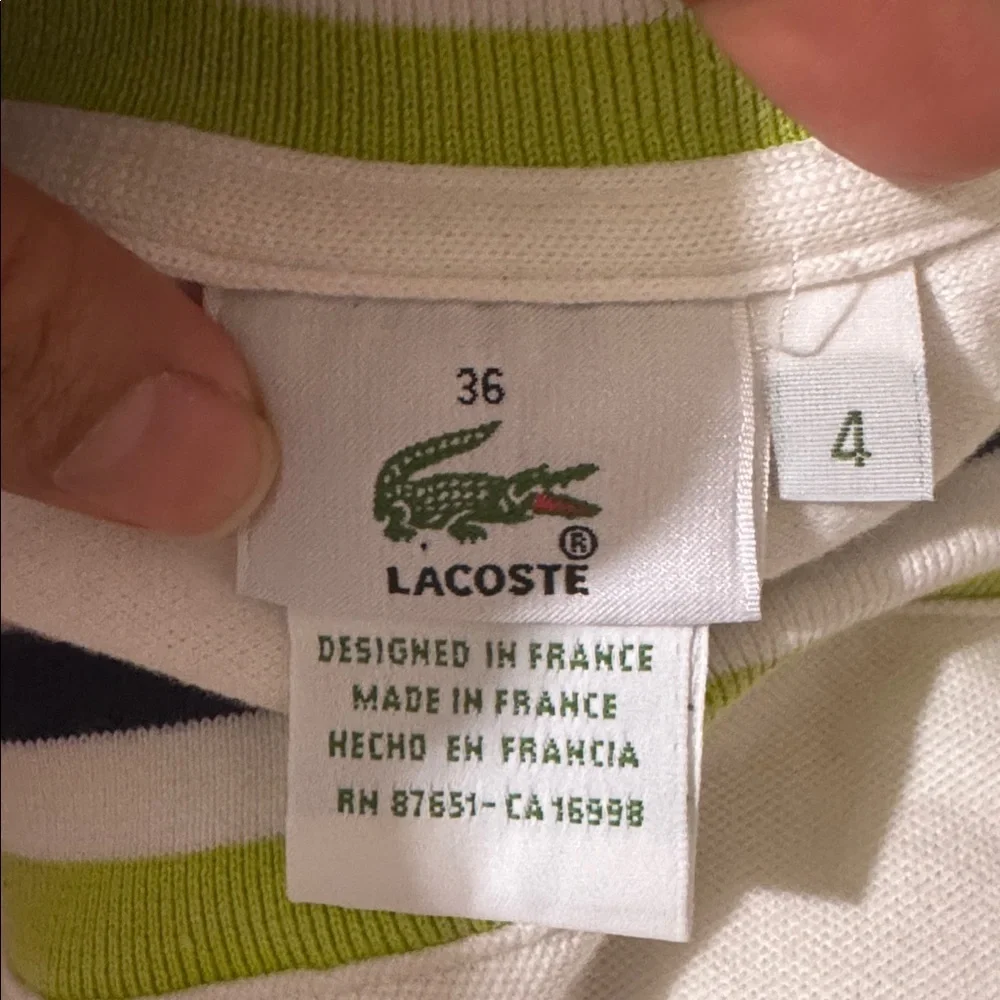 36
4
®
LACOSTE
DESIGNED IN FRANCE
MADE IN FRANCE
HECHO EN FRANCIA
RN 87651-CA 16998